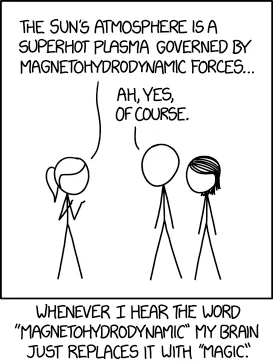 THE SUN'S ATMOSPHERE IS A
SUPERHOT PLASMA GOVERNED BY
MAGNETOHYDRODYNAMIC FORCES...
AH, YES,
OF COURSE.
WHENEVER I HEAR THE WORD
"MAGNETOHYDRODYNAMIC" MY BRAIN
JUST REPLACES IT WITH "MAGIC."